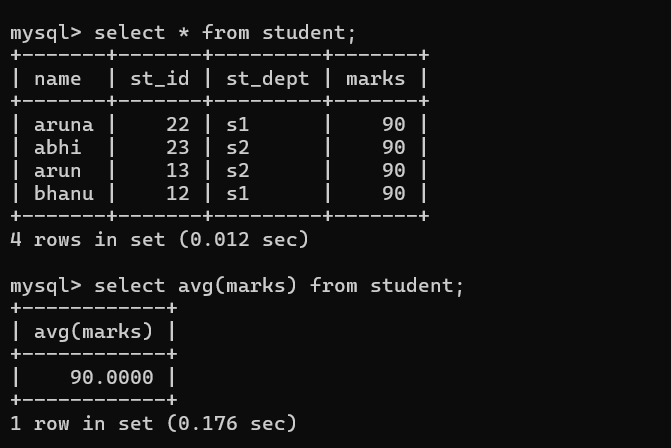 mysql> select * from student;
+-------+-------+---------+-------+
| name  | st_id | st_dept | marks |
+-------+-------+---------+-------+
| aruna |    22 | s1      |    90 |
| abhi  |    23 | s2      |    90 |
| arun  |    13 | s2      |    90 |
| bhanu |    12 | s1      |    90 |
+-------+-------+---------+-------+
4 rows in set (0.012 sec)

mysql> select avg(marks) from student;
+------------+
| avg(marks) |
+------------+
|    90.0000 |
+------------+
1 row in set (0.176 sec)